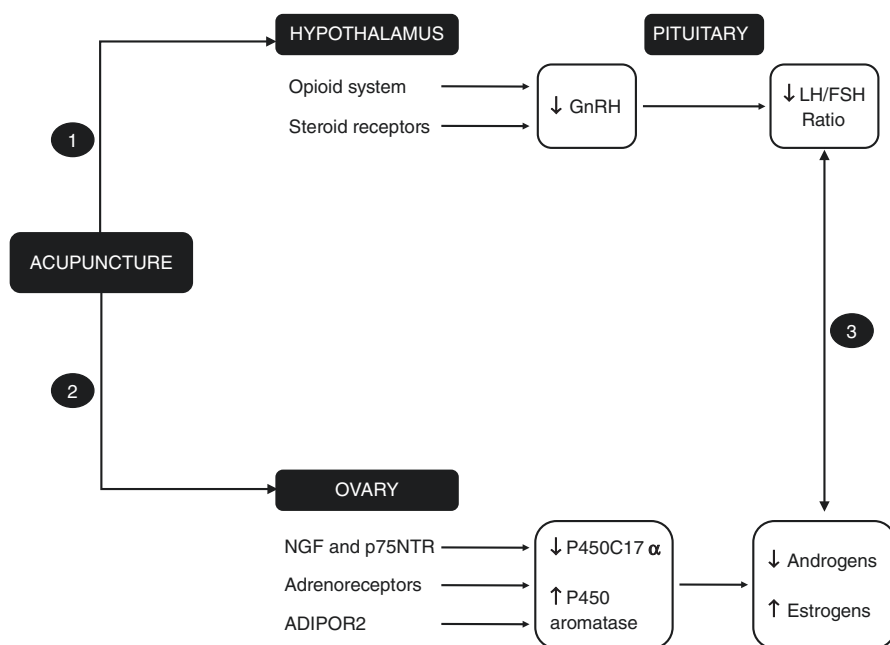 HYPOTHALAMUS
PITUITARY
Opioid system
Steroid receptors
↓ GnRH
↓ LH/FSH
Ratio
1
ACUPUNCTURE
2
3
OVARY
NGF and p75NTR
Adrenoreceptors
ADIPOR2
↓ P450C17 α
↑ P450
aromatase
↓ Androgens
↑ Estrogens